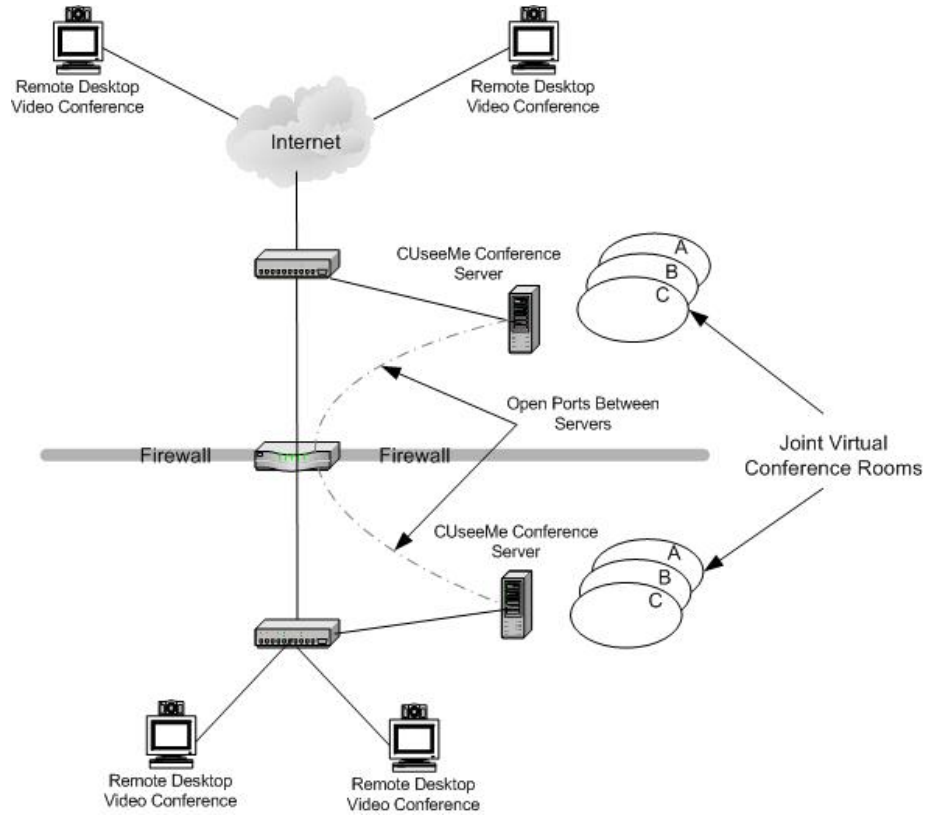 Remote Desktop
Video Conference
Remote Desktop
Video Conference
Internet
CUseeMe Conference
Server
A
B
C
Open Ports Between
Servers
Firewall
Firewall
Joint Virtual
Conference Rooms
CUseeMe Conference
Server
A
B
C
Remote Desktop
Video Conference
Remote Desktop
Video Conference